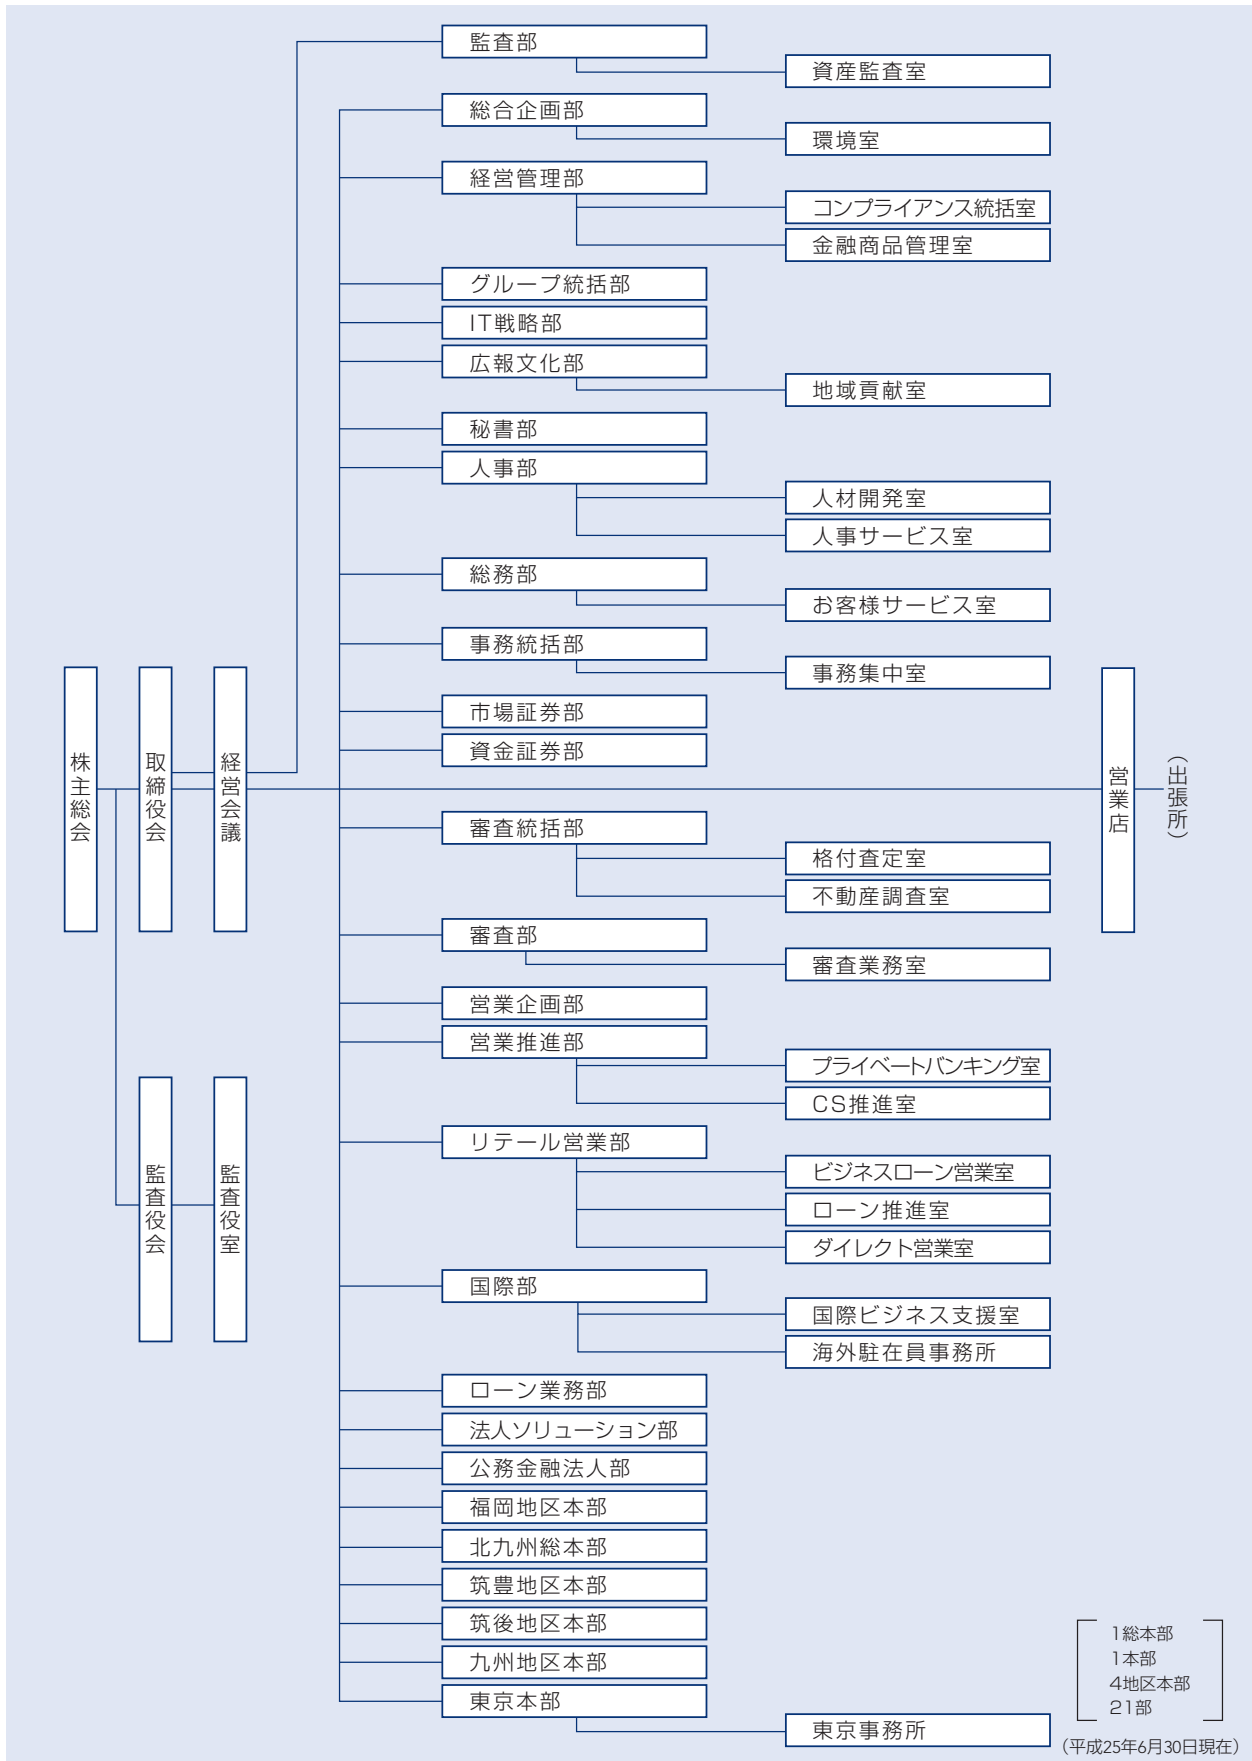 監査部
資産監査室
総合企画部
環境室
経営管理部
コンプライアンス統括室
金融商品管理室
グループ統括部
IT戦略部
広報文化部
地域貢献室
秘書部
人事部
人材開発室
人事サービス室
総務部
お客様サービス室
事務統括部
事務集中室
市場証券部
資金証券部
株主総会
取締役会
経営会議
営業店
（出張所）
審査統括部
格付査定室
不動産調査室
審査部
審査業務室
営業企画部
営業推進部
プライベートバンキング室
CS推進室
監査役会
監査役室
リテール営業部
ビジネスローン営業室
ローン推進室
ダイレクト営業室
国際部
国際ビジネス支援室
海外駐在員事務所
ローン業務部
法人ソリューション部
公務金融法人部
福岡地区本部
北九州総本部
筑豊地区本部
筑後地区本部
九州地区本部
東京本部
東京事務所
1総本部
1本部
4地区本部
21部
（平成25年6月30日現在）